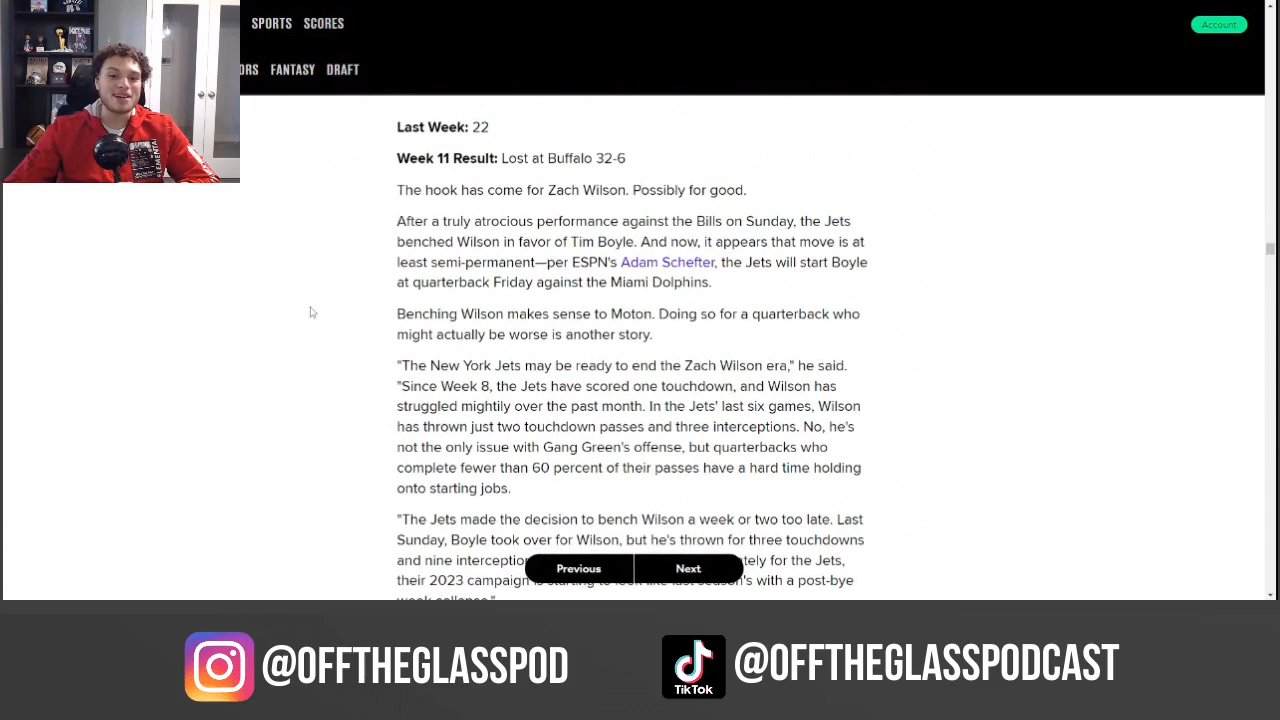 SPORTS SCORES
Account
ORS FANTASY DRAFT
Last Week: 22
Week 11 Result: Lost at Buffalo 32-6
The hook has come for Zach Wilson. Possibly for good.
After a truly atrocious performance against the Bills on Sunday, the Jets
benched Wilson in favor of Tim Boyle. And now, it appears that move is at
least semi-permanent—per ESPN's Adam Schefter, the Jets will start Boyle
at quarterback Friday against the Miami Dolphins.
Benching Wilson makes sense to Moton. Doing so for a quarterback who
might actually be worse is another story.
"The New York Jets may be ready to end the Zach Wilson era," he said.
"Since Week 8, the Jets have scored one touchdown, and Wilson has
struggled mightily over the past month. In the Jets' last six games, Wilson
has thrown just two touchdown passes and three interceptions. No, he's
not the only issue with Gang Green's offense, but quarterbacks who
complete fewer than 60 percent of their passes have a hard time holding
onto starting jobs.
"The Jets made the decision to bench Wilson a week or two too late. Last
Sunday, Boyle took over for Wilson, but he's thrown for three touchdowns
and nine interception tely for the Jets,
Previous Next
their 2023 campaign is starting to look like last season's with a post-bye
week collapse."
@OFFTHEGLASSPOD
TikTok
@OFFTHEGLASSPODCAST